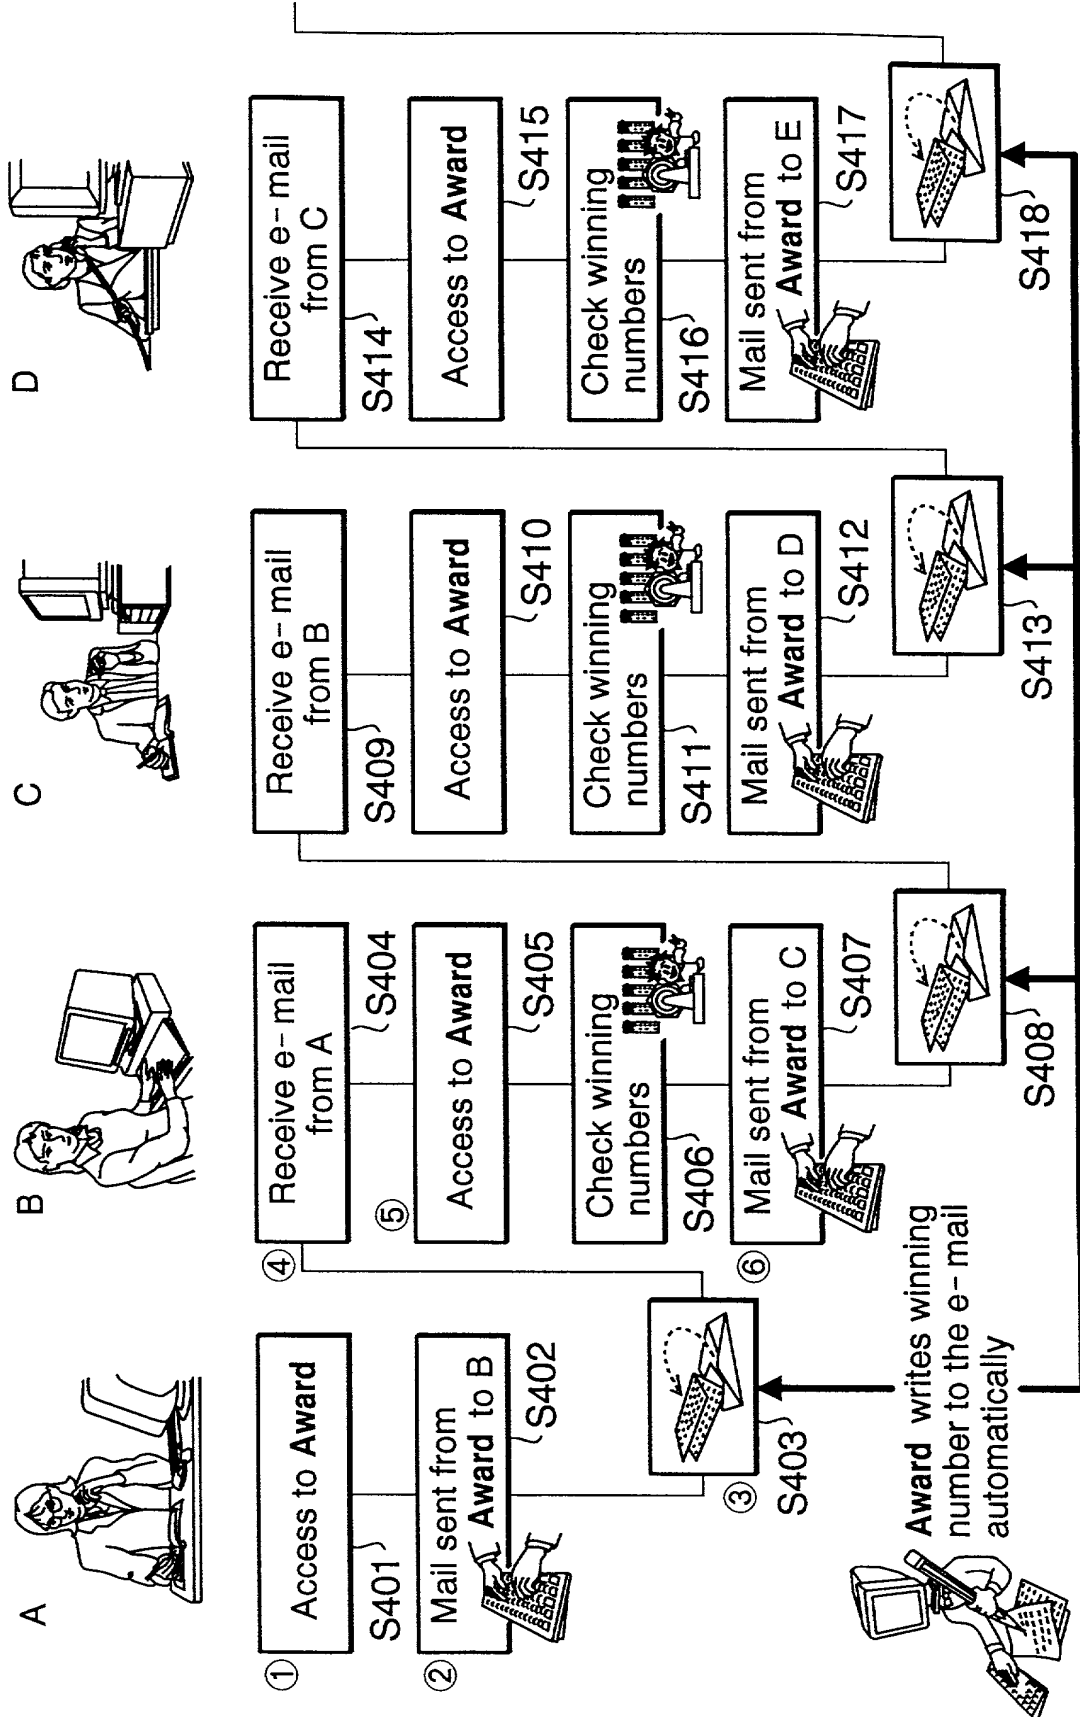 A
①
Access to Award
S401
②
Mail sent from
Award to B
S402
③
S403
B
④
Receive e-mail
from A
S404
⑤
Access to Award
S405
Check winning
numbers
S406
⑥
Mail sent from
Award to C
S407
S408
C
Receive e-mail
from B
S409
Access to Award
S410
Check winning
numbers
S411
Mail sent from
Award to D
S412
S413
D
Receive e-mail
from C
S414
Access to Award
S415
Check winning
numbers
S416
Mail sent from
Award to E
S417
S418
Award writes winning
number to the e-mail
automatically